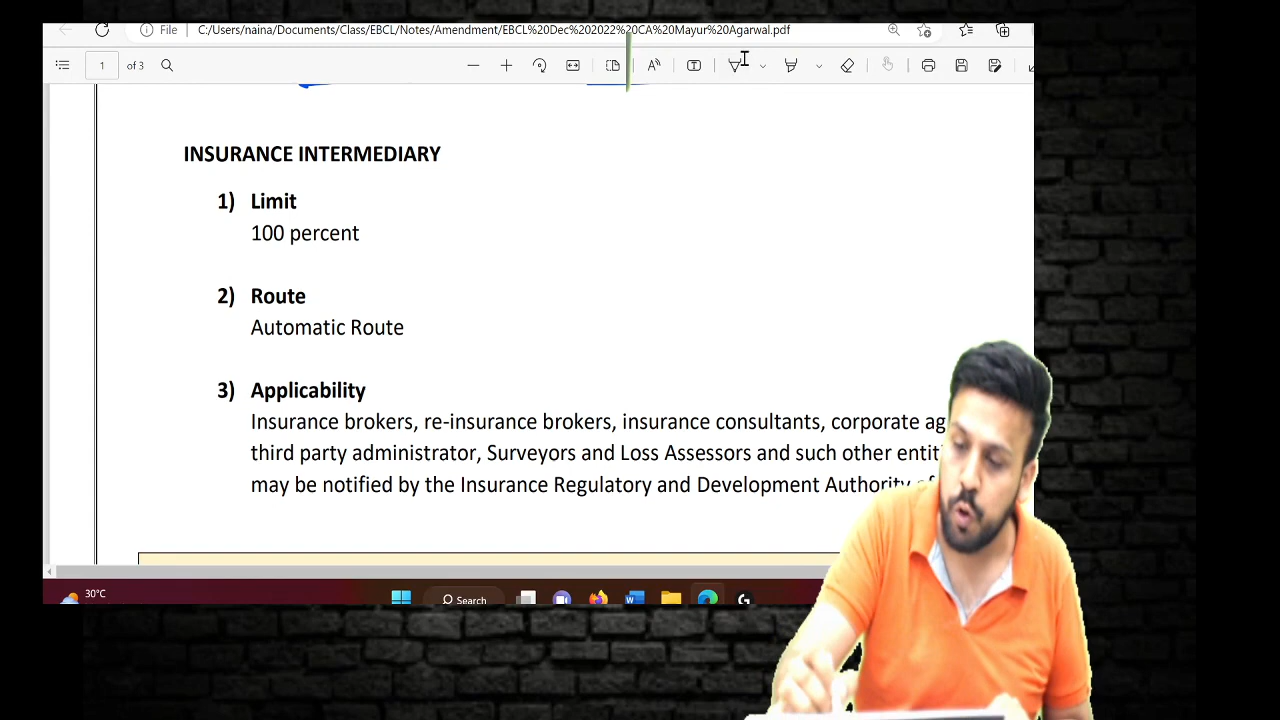 File C:/Users/naina/Documents/Class/EBCL/Notes/Amendment/EBCL%20Dec%202022%20CA%20Mayur%20Agarwal.pdf
1 of 3
INSURANCE INTERMEDIARY
1) Limit
100 percent
2) Route
Automatic Route
3) Applicability
Insurance brokers, re-insurance brokers, insurance consultants, corporate
third party administrator, Surveyors and Loss Assessors and such other
may be notified by the Insurance Regulatory and Development Authority
30°C
Search